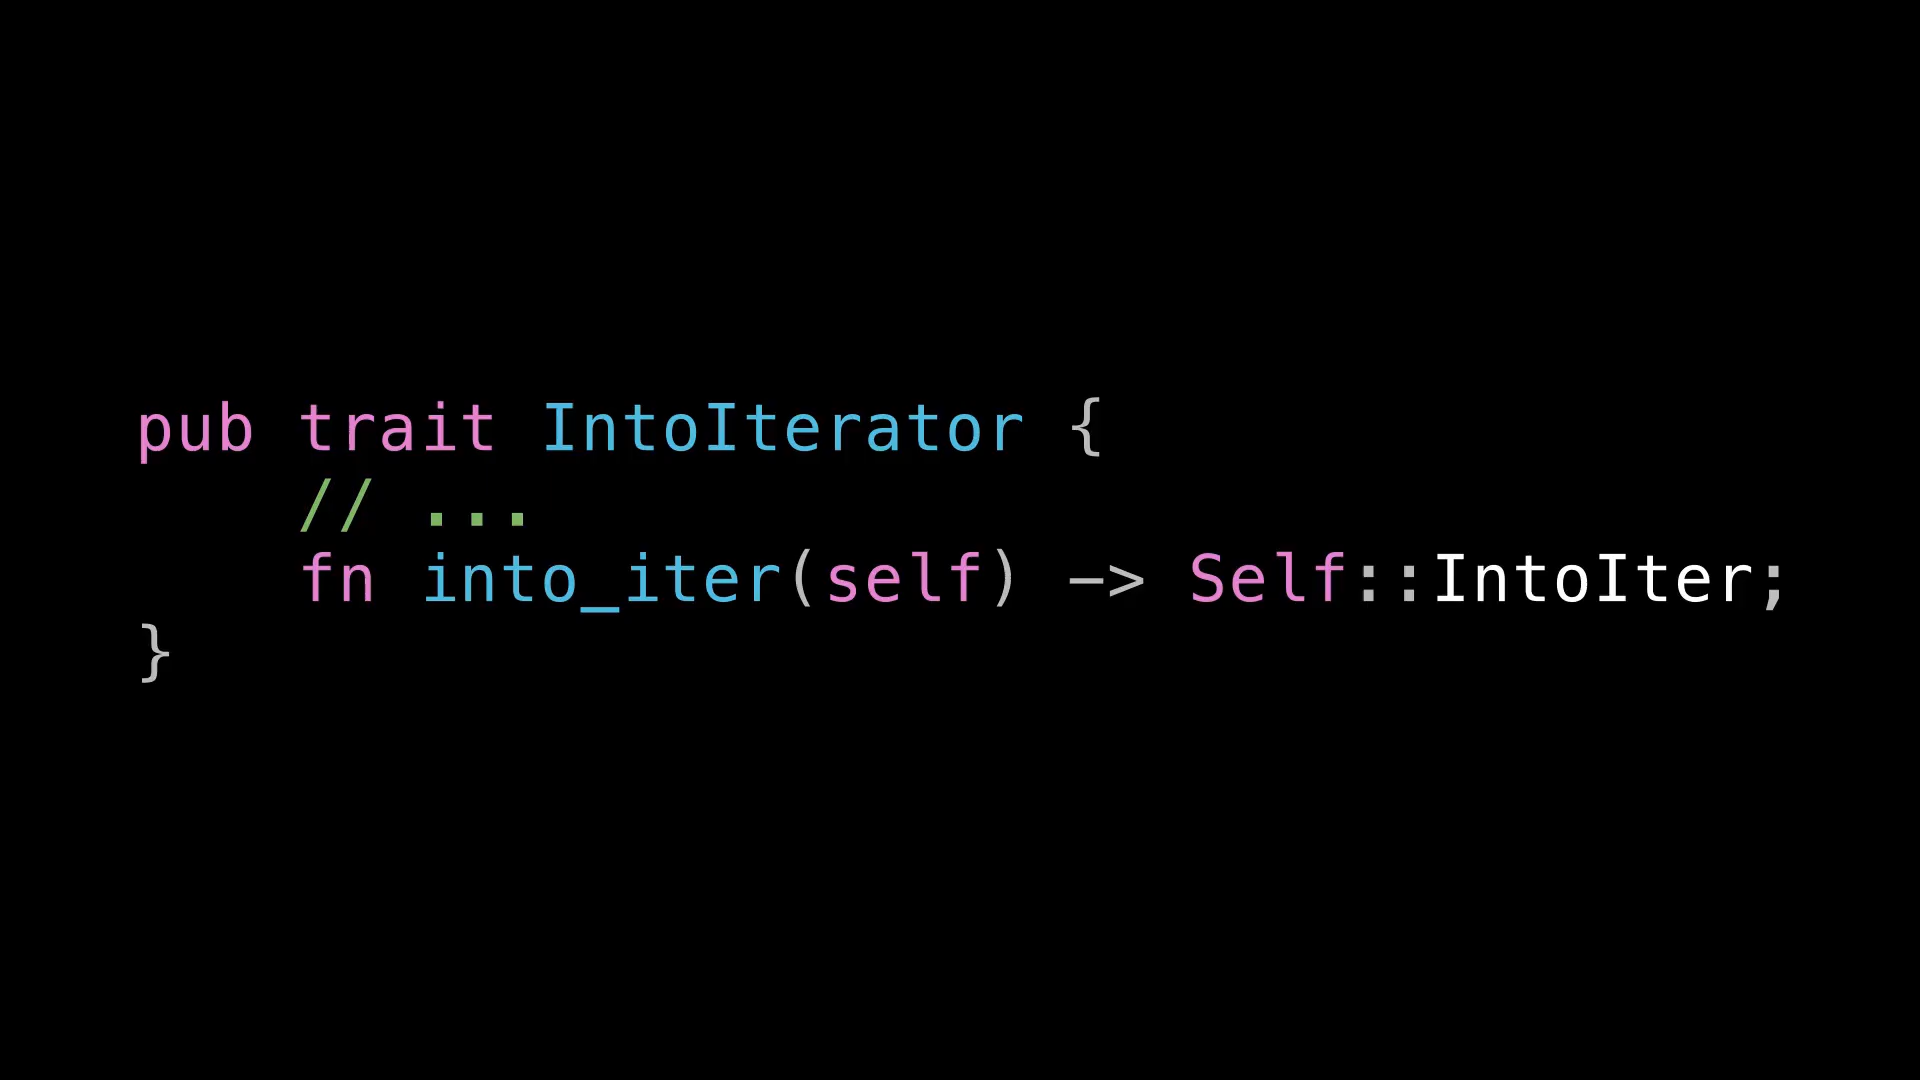 pub trait IntoIterator {
    // ...
    fn into_iter(self) -> Self::IntoIter;
}